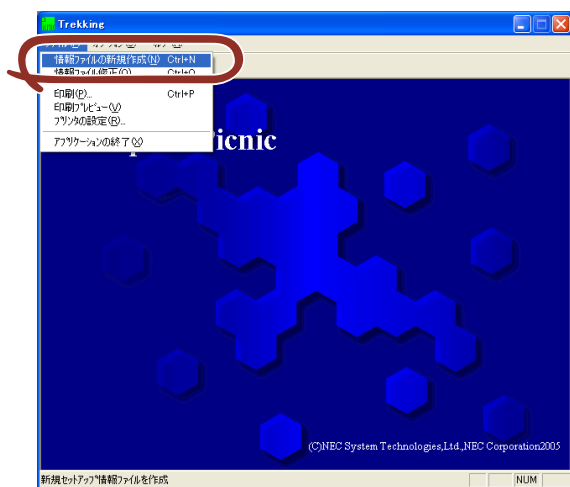 Trekking
情報ファイルの新規作成(N) Ctrl+N
情報ファイル修正(O) Ctrl+O
印刷(P)... Ctrl+P
印刷プレビュー(V)
プリンタの設定(R)...
アプリケーションの終了(X)
icnic
(C)NEC System Technologies,Ltd.,NEC Corporation2005
新規セットアップ情報ファイルを作成
NUM